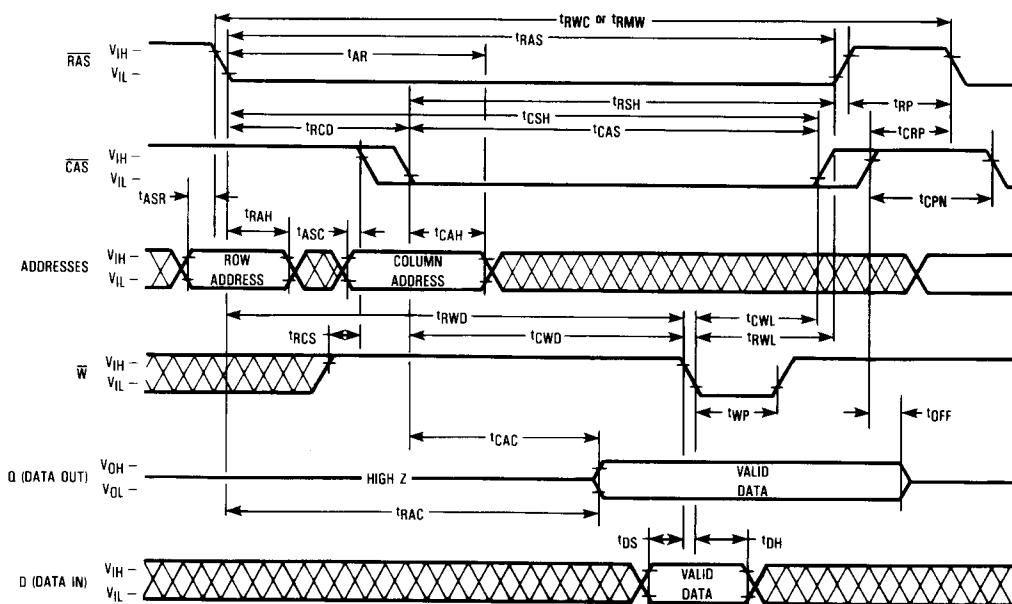 tRWC or tRMW
tRAS
tAR
RAS
VIH
VIL
tRSH
tRP
tCSH
tRCD
tCAS
tCRP
CAS
VIH
VIL
tASR
tRAH
tASC
tCAH
tCPN
ADDRESSES
VIH
VIL
ROW
ADDRESS
COLUMN
ADDRESS
tRWD
tCWL
tRCS
tCWD
tRWL
W
VIH
VIL
tWP
tOFF
tCAC
Q (DATA OUT)
VOH
VOL
HIGH Z
VALID
DATA
tRAC
tDS
tDH
D (DATA IN)
VIH
VIL
VALID
DATA